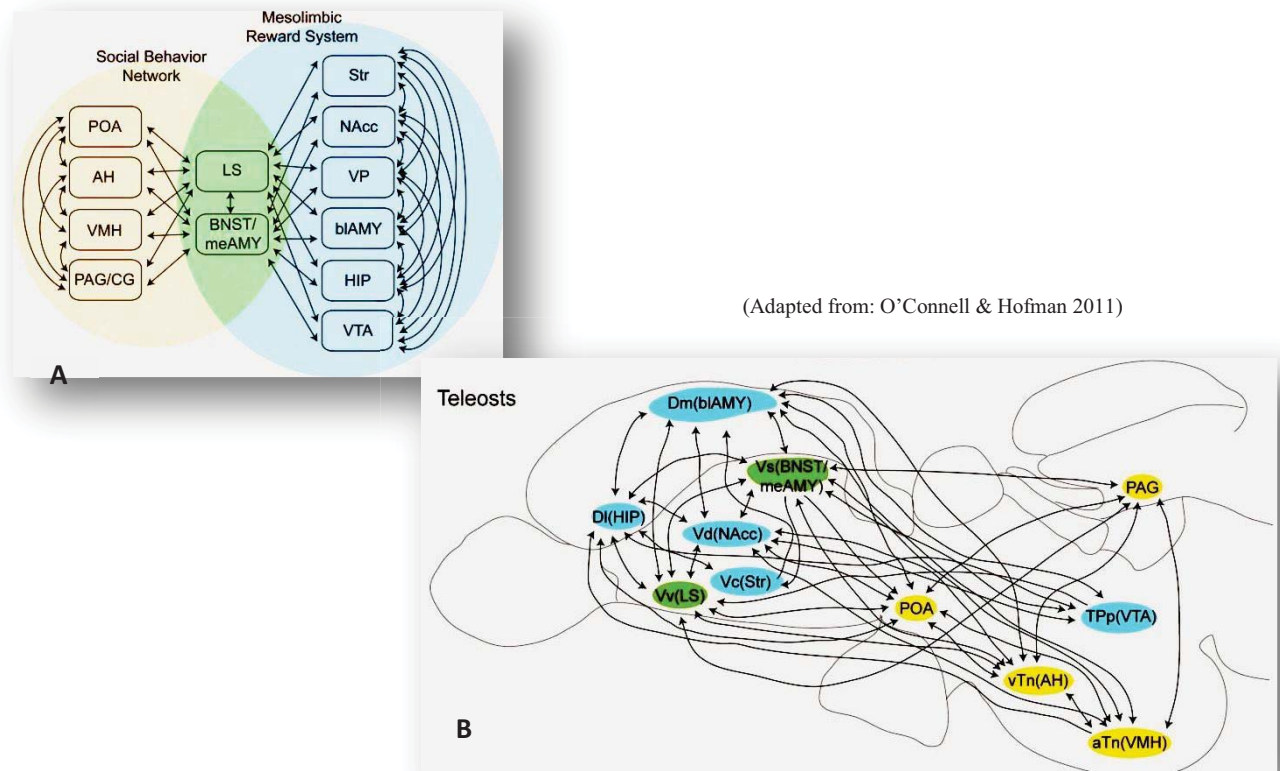 Mesolimbic
Reward System
Social Behavior
Network
Str
POA
NAcc
AH
LS
VP
VMH
BNST/
meAMY
blAMY
PAG/CG
HIP
VTA
A
(Adapted from: O’Connell & Hofman 2011)
Teleosts
Dm(blAMY)
Vs(BNST/
meAMY)
PAG
Dl(HIP)
Vd(NAcc)
Vc(Str)
Vv(LS)
POA
TPp(VTA)
vTn(AH)
aTn(VMH)
B